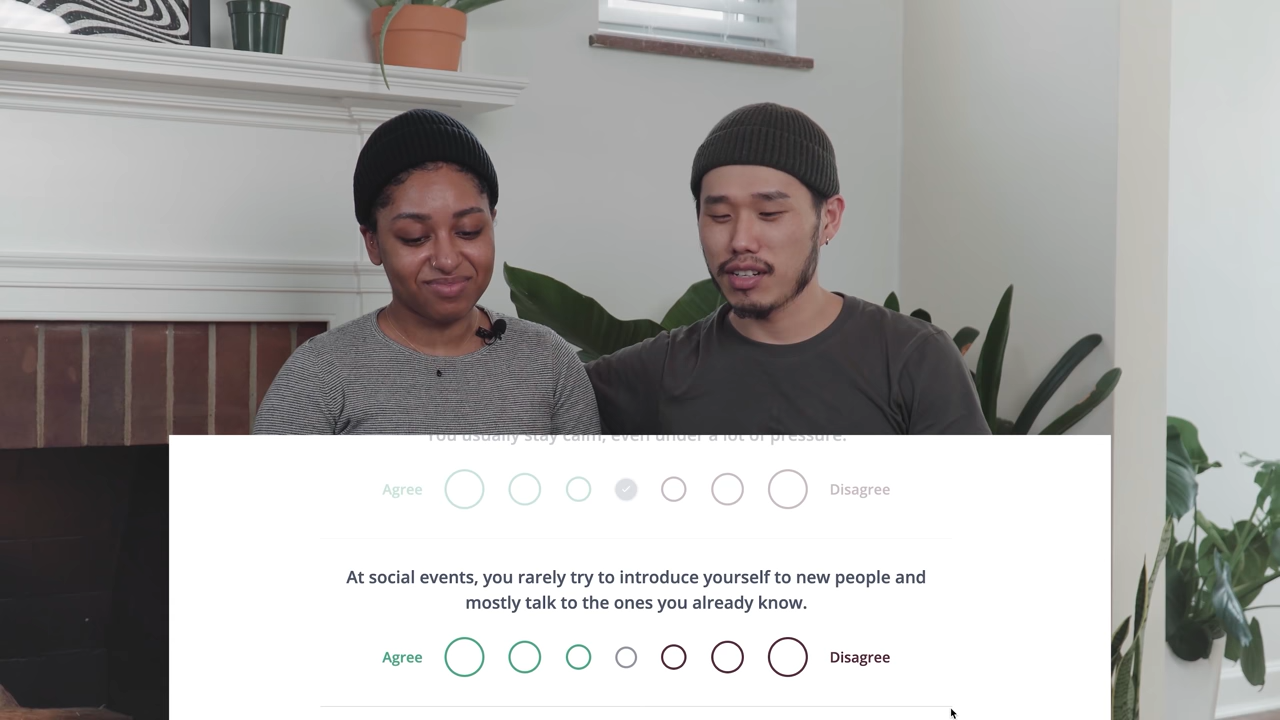 You usually stay calm, even under a lot of pressure.
Agree Disagree
At social events, you rarely try to introduce yourself to new people and
mostly talk to the ones you already know.
Agree Disagree